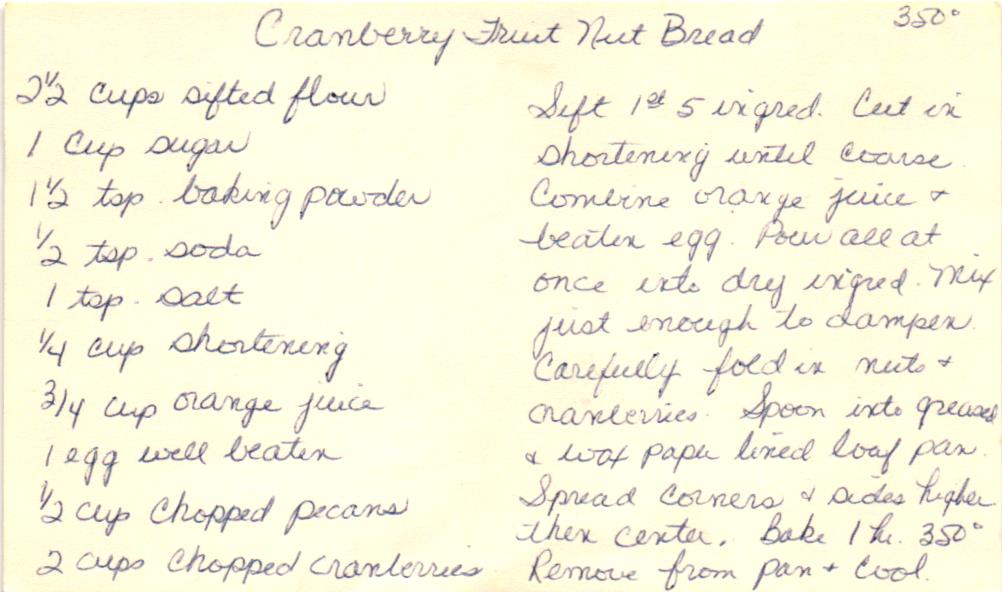 Cranberry Fruit Nut Bread
350°
2 1/2 cups sifted flour
1 cup sugar
1 1/2 tsp. baking powder
1/2 tsp. soda
1 tsp. salt
1/4 cup shortening
3/4 cup orange juice
1 egg well beaten
1/2 cup chopped pecans
2 cups chopped cranberries
Sift 1st 5 ingred. Cut in
shortening until coarse.
Combine orange juice +
beaten egg. Pour all at
once into dry ingred. Mix
just enough to dampen.
Carefully fold in nuts +
cranberries. Spoon into greased
+ wax paper lined loaf pan.
Spread corners + sides higher
then center. Bake 1 hr. 350°
Remove from pan + cool.